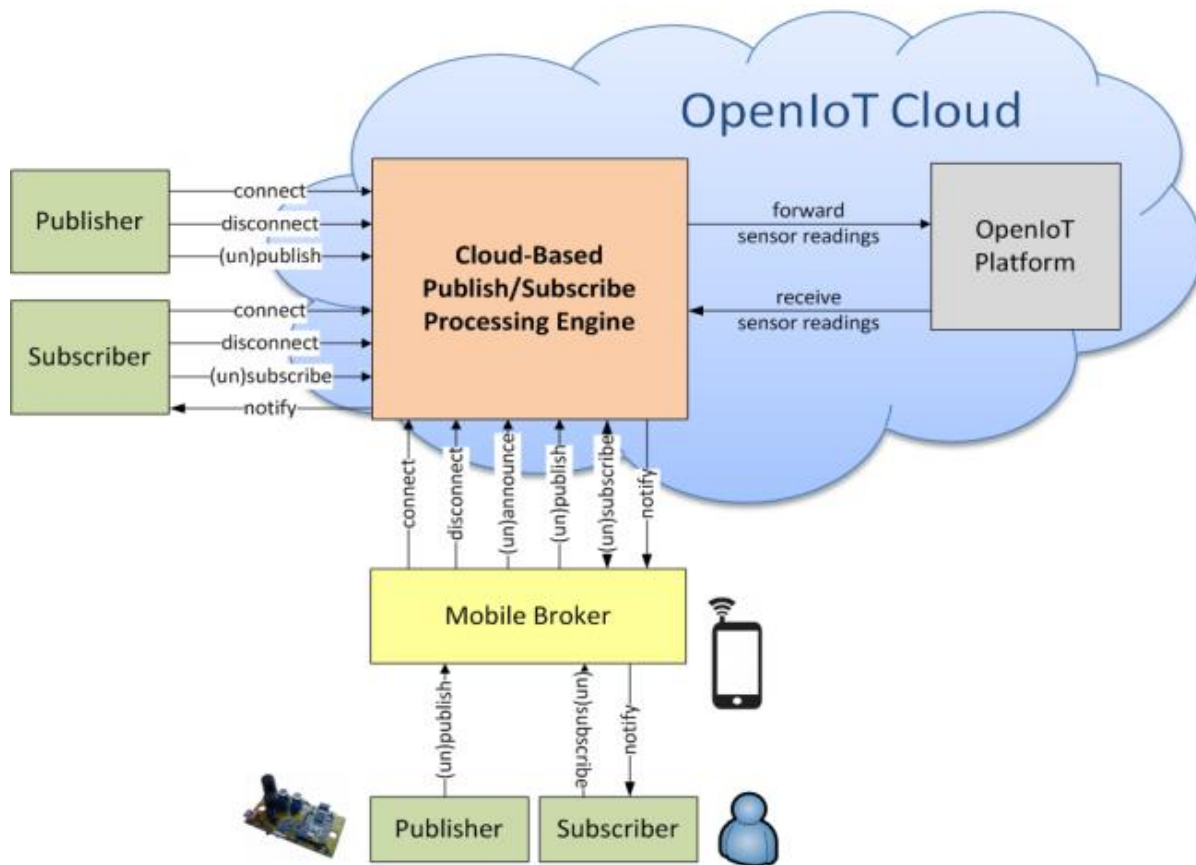 OpenIoT Cloud
Publisher
connect
disconnect
(un)publish
Subscriber
connect
disconnect
(un)subscribe
notify
Cloud-Based
Publish/Subscribe
Processing Engine
forward
sensor readings
receive
sensor readings
OpenIoT
Platform
connect
disconnect
(un)announce
(un)publish
(un)subscribe
notify
Mobile Broker
(un)publish
(un)subscribe
notify
Publisher
Subscriber